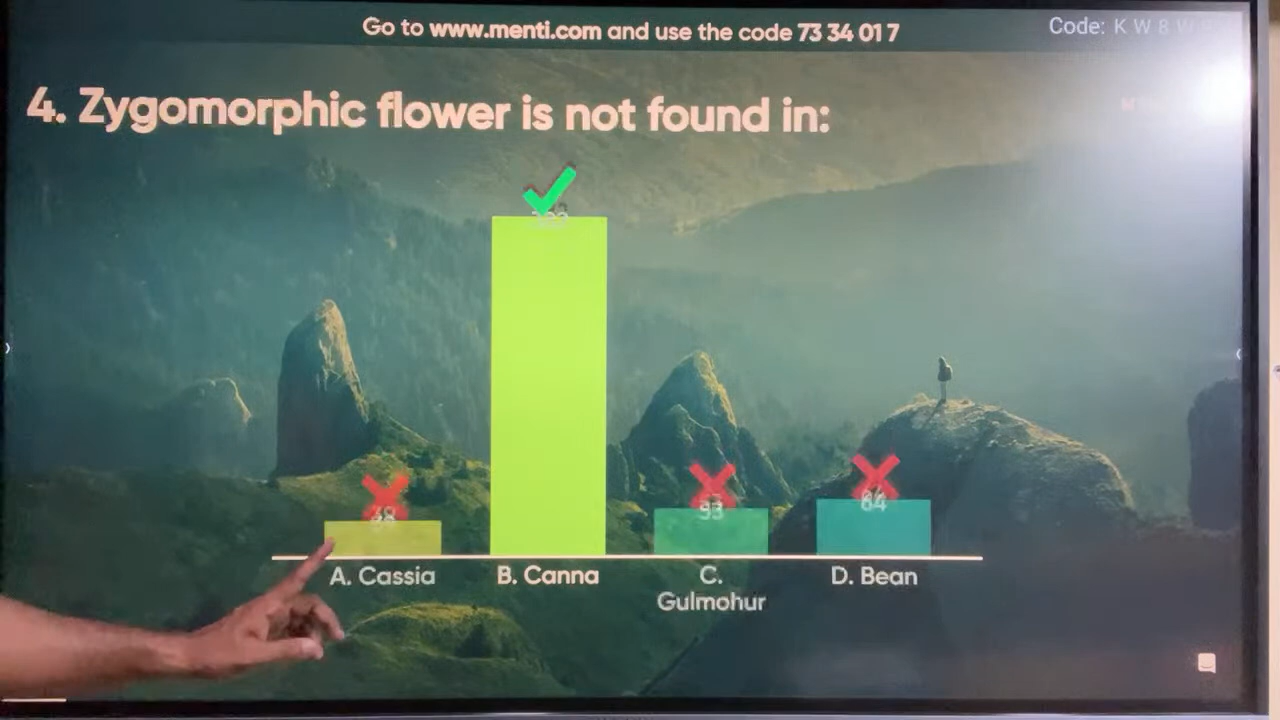 Go to www.menti.com and use the code 73 34 01 7
Code: K W 8 W
4. Zygomorphic flower is not found in:
84
A. Cassia
B. Canna
C.
Gulmohur
D. Bean